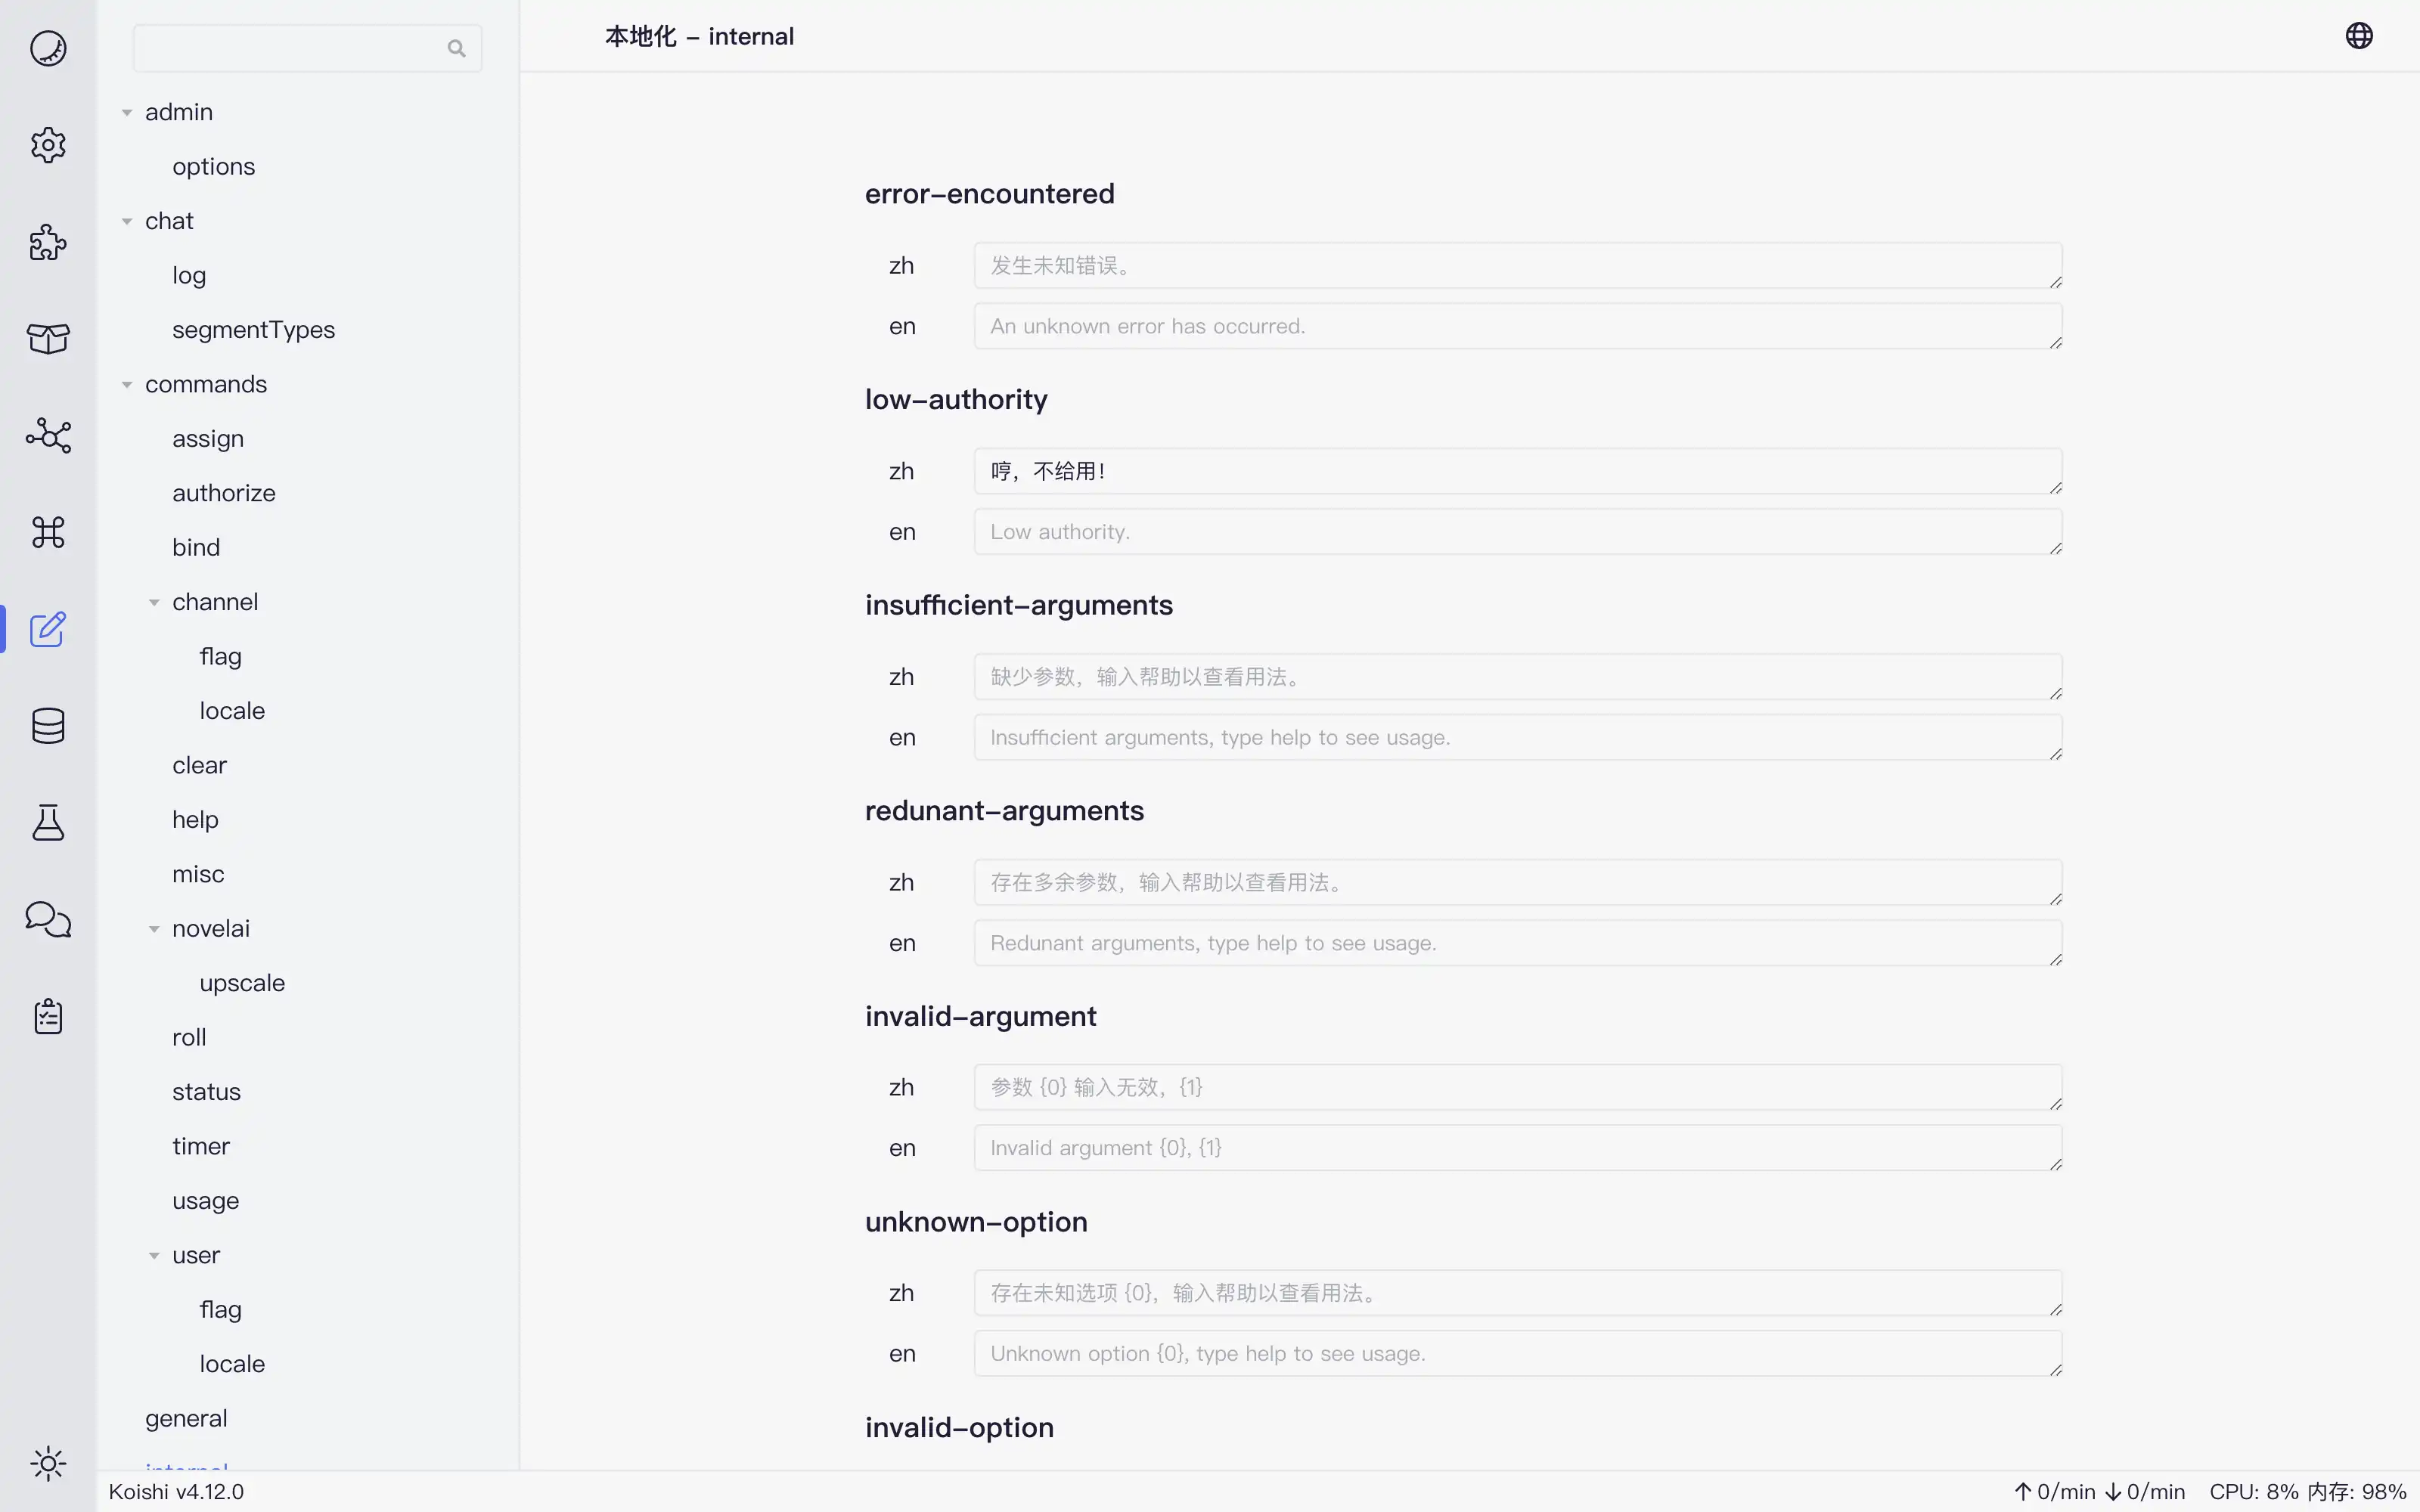 本地化 – internal
admin
options
chat
log
segmentTypes
commands
assign
authorize
bind
channel
flag
locale
clear
help
misc
novelai
upscale
roll
status
timer
usage
user
flag
locale
general
internal
error–encountered
zh 发生未知错误。
en An unknown error has occurred.
low–authority
zh 哼，不给用！
en Low authority.
insufficient–arguments
zh 缺少参数，输入帮助以查看用法。
en Insufficient arguments, type help to see usage.
redunant–arguments
zh 存在多余参数，输入帮助以查看用法。
en Redunant arguments, type help to see usage.
invalid–argument
zh 参数 {0} 输入无效，{1}
en Invalid argument {0}, {1}
unknown–option
zh 存在未知选项 {0}，输入帮助以查看用法。
en Unknown option {0}, type help to see usage.
invalid–option
Koishi v4.12.0
↑ 0/min ↓ 0/min CPU: 8% 内存: 98%